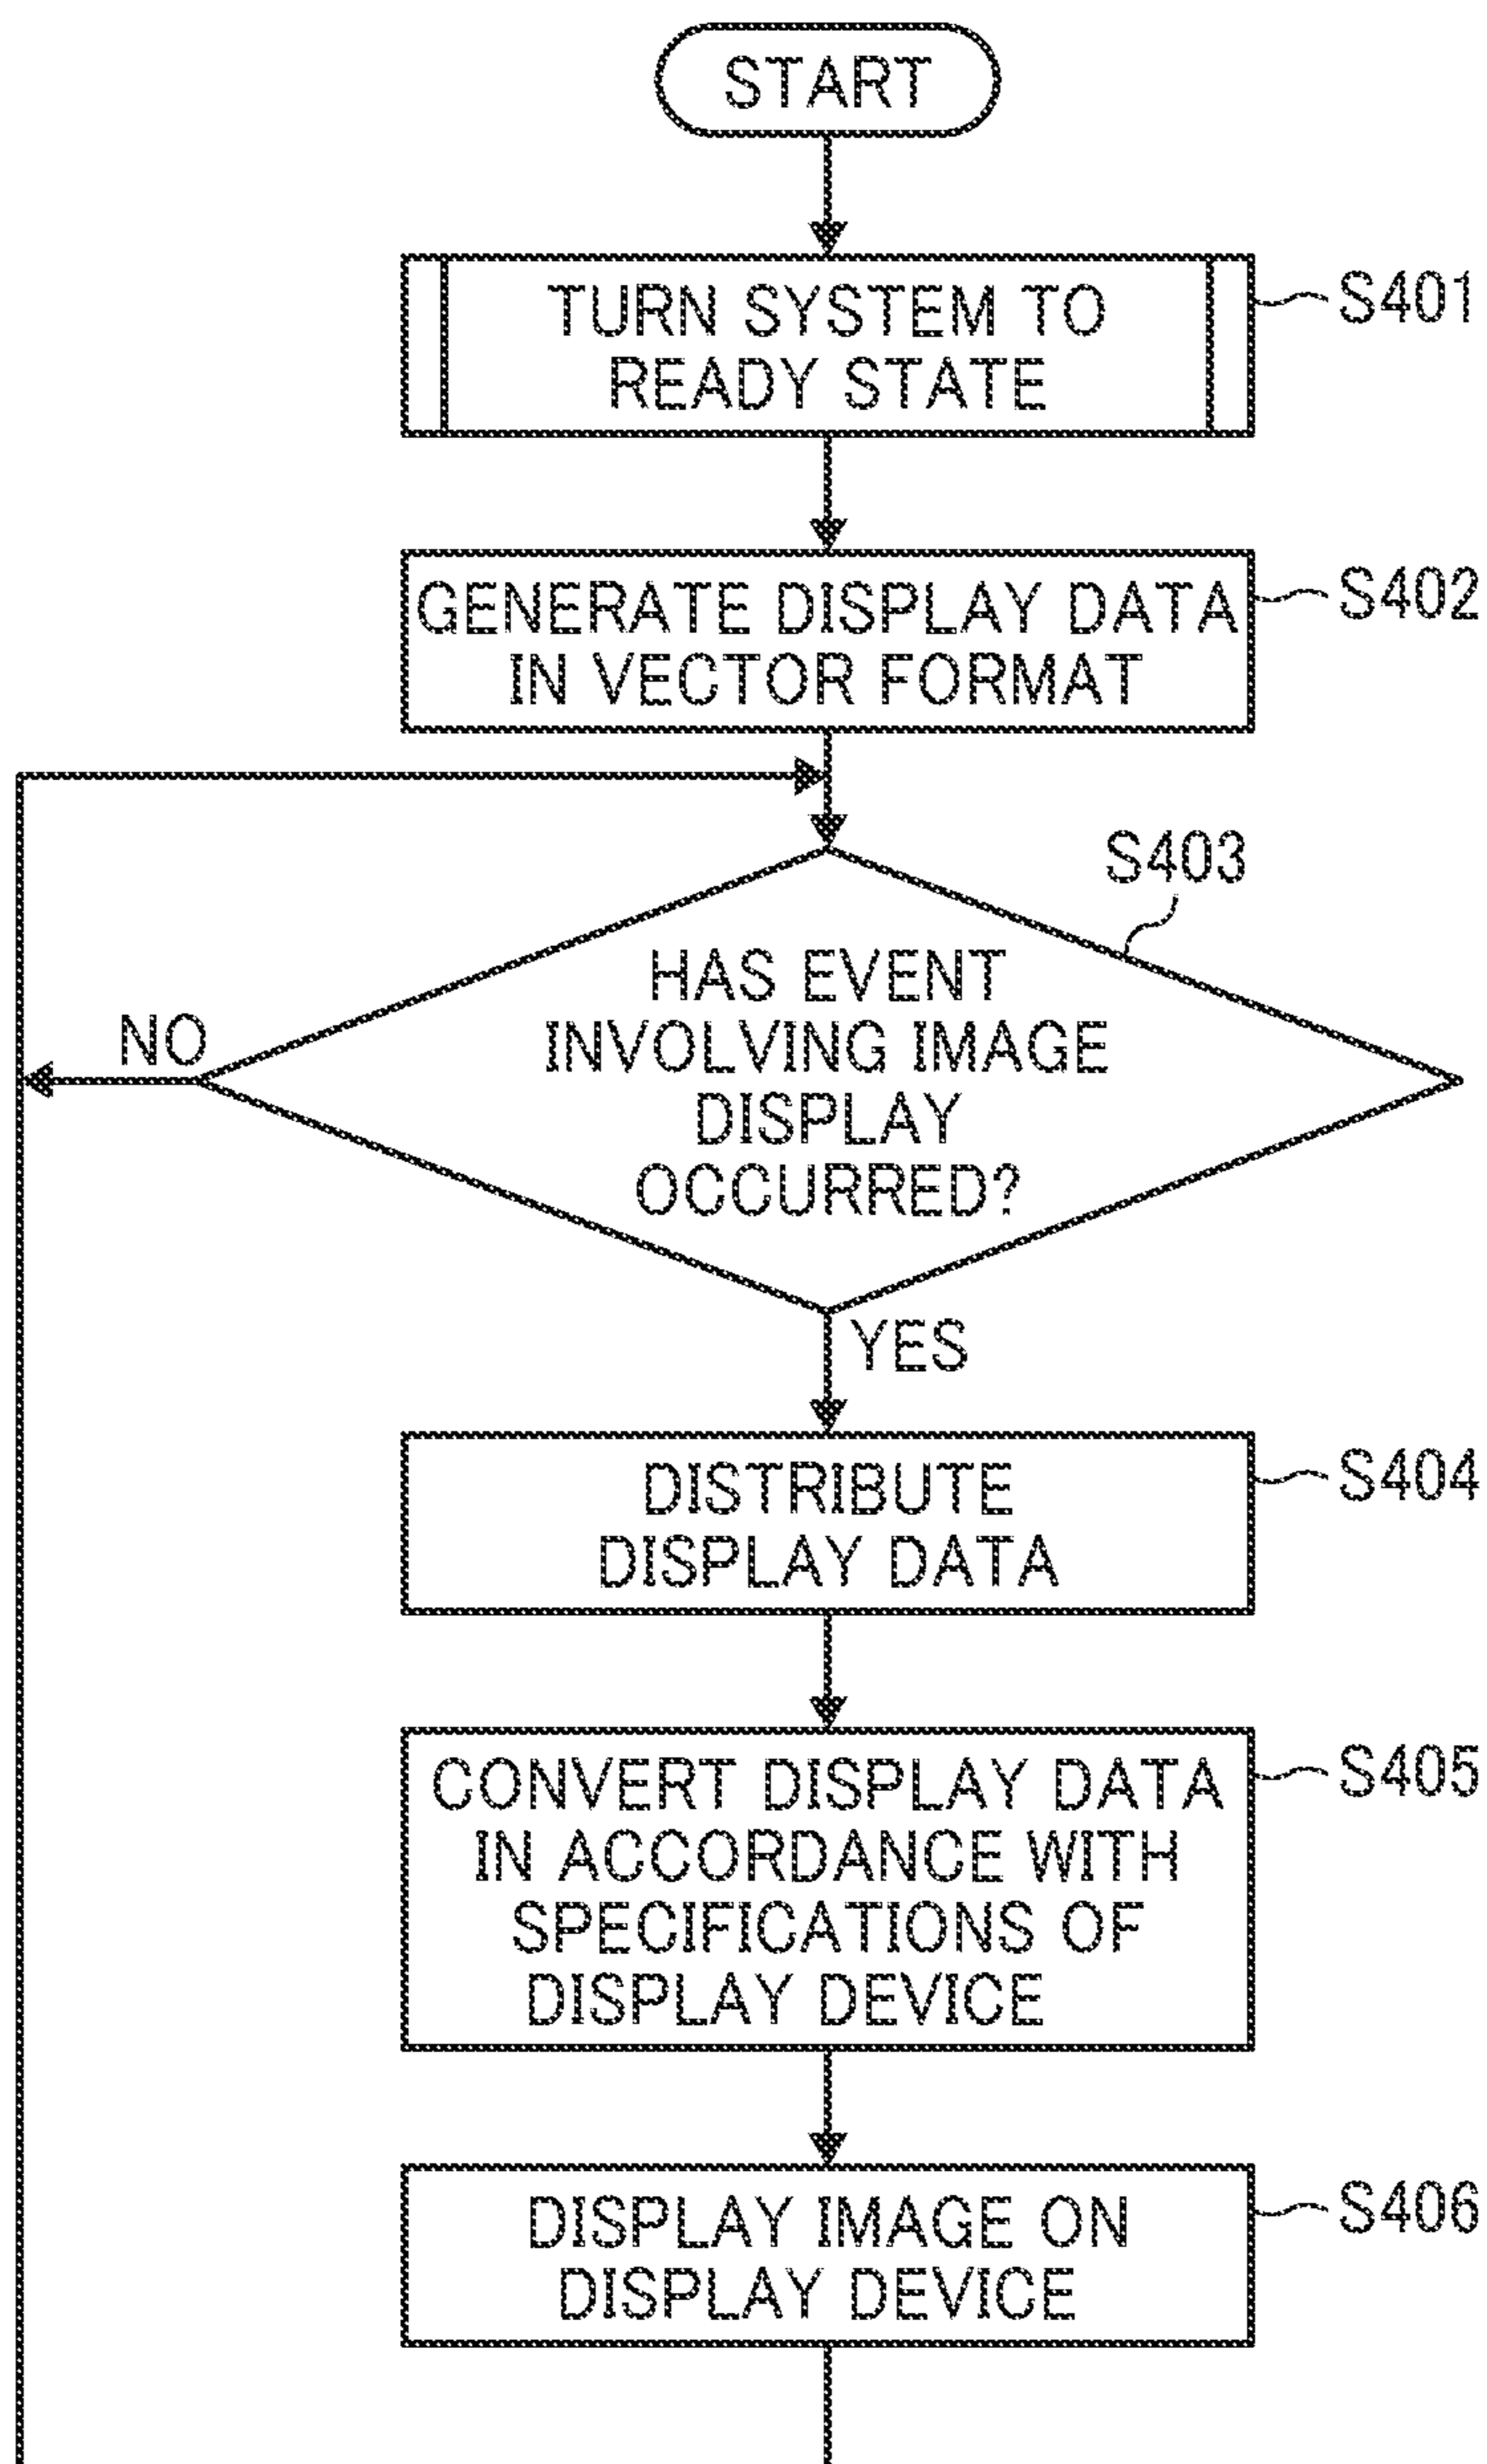 START
TURN SYSTEM TO
READY STATE
S401
GENERATE DISPLAY DATA
IN VECTOR FORMAT
S402
S403
HAS EVENT
INVOLVING IMAGE
DISPLAY
OCCURRED?
NO
YES
DISTRIBUTE
DISPLAY DATA
S404
CONVERT DISPLAY DATA
IN ACCORDANCE WITH
SPECIFICATIONS OF
DISPLAY DEVICE
S405
DISPLAY IMAGE ON
DISPLAY DEVICE
S406